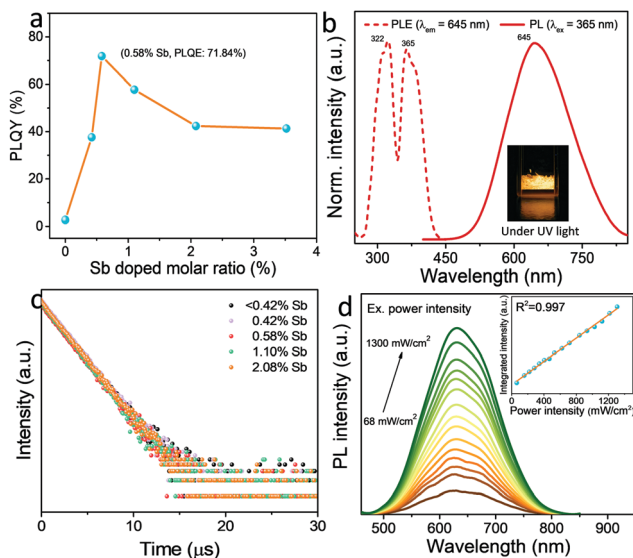 a
(0.58% Sb, PLQE: 71.84%)
PLQY (%)
80
60
40
20
0
0 1 2 3 4
Sb doped molar ratio (%)
b
PLE (λem = 645 nm) PL (λex = 365 nm)
322 365 645
Norm. intensity (a.u.)
Under UV light
300 450 600 750
Wavelength (nm)
c
<0.42% Sb
0.42% Sb
0.58% Sb
1.10% Sb
2.08% Sb
Intensity (a.u.)
0 10 20 30
Time (μs)
d
Ex. power intensity
1300 mW/cm²
68 mW/cm²
PL intensity (a.u.)
R²=0.997
Integrated intensity (a.u.)
0 400 800 1200
Power intensity (mW/cm²)
500 600 700 800 900
Wavelength (nm)